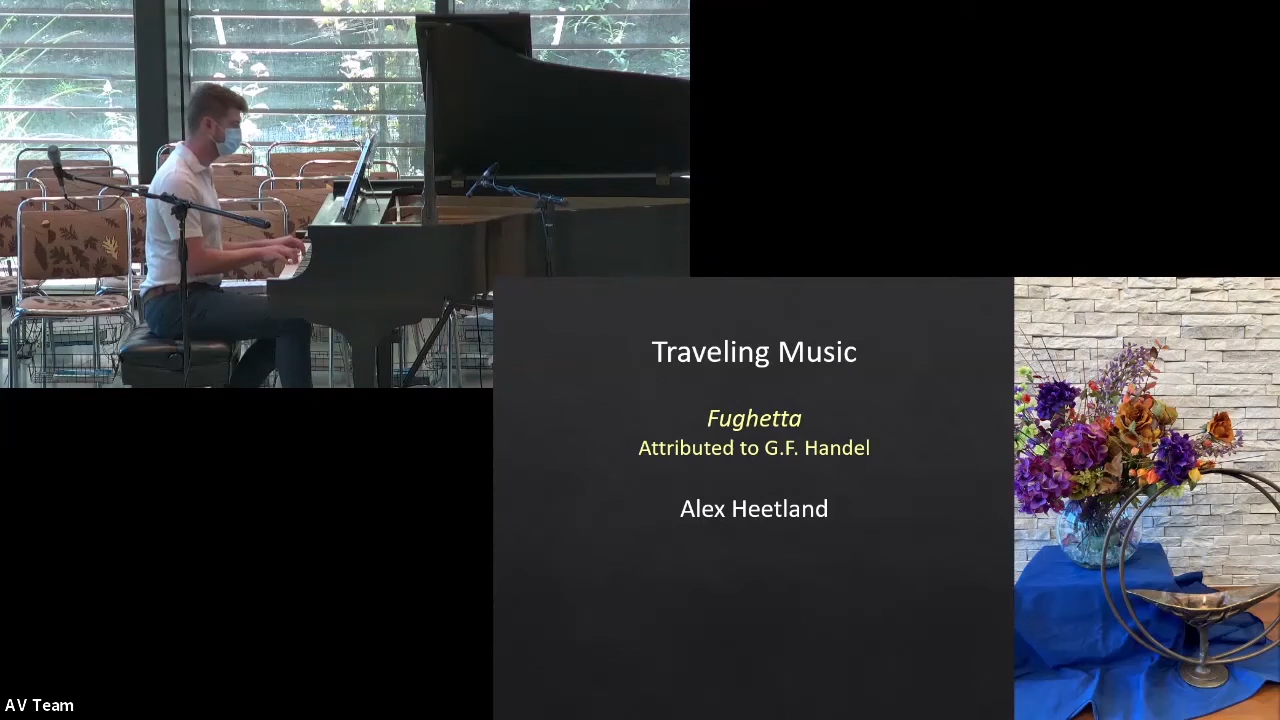 Traveling Music
Fughetta
Attributed to G.F. Handel
Alex Heetland
AV Team